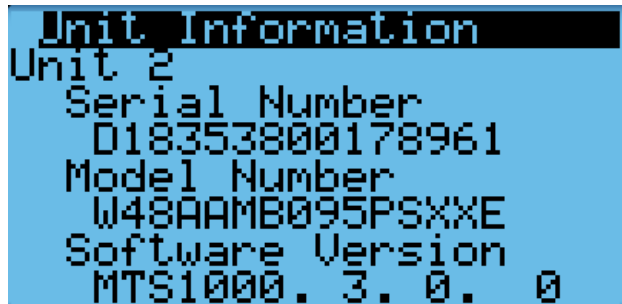 Unit Information
Unit 2
Serial Number
D18353800178961
Model Number
W48AAMB095PSXXE
Software Version
MTS1000. 3. 0. 0